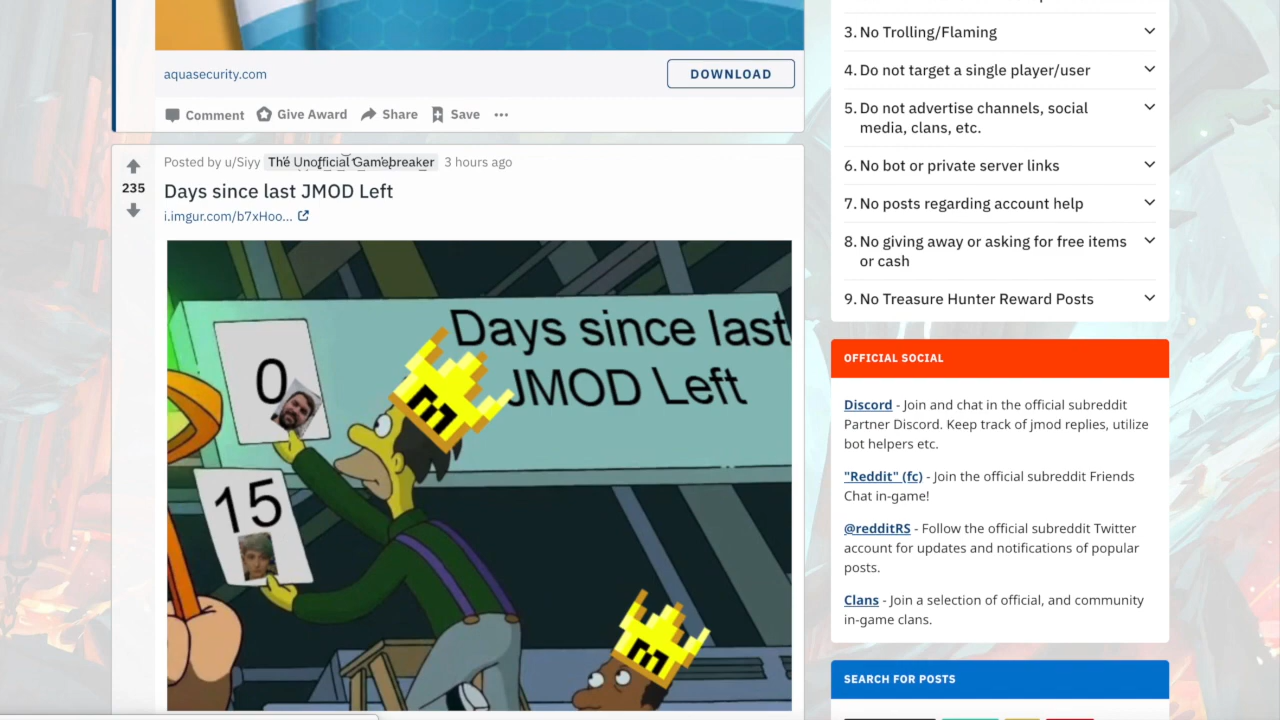 aquasecurity.com
DOWNLOAD
Comment Give Award Share Save
Posted by u/Siyy The Unofficial Gamebreaker 3 hours ago
235
Days since last JMOD Left
i.imgur.com/b7xHoo...
Days since last
JMOD Left
0
15
m
m
3. No Trolling/Flaming
4. Do not target a single player/user
5. Do not advertise channels, social
media, clans, etc.
6. No bot or private server links
7. No posts regarding account help
8. No giving away or asking for free items
or cash
9. No Treasure Hunter Reward Posts
OFFICIAL SOCIAL
Discord - Join and chat in the official subreddit
Partner Discord. Keep track of jmod replies, utilize
bot helpers etc.
"Reddit" (fc) - Join the official subreddit Friends
Chat in-game!
@redditRS - Follow the official subreddit Twitter
account for updates and notifications of popular
posts.
Clans - Join a selection of official, and community
in-game clans.
SEARCH FOR POSTS